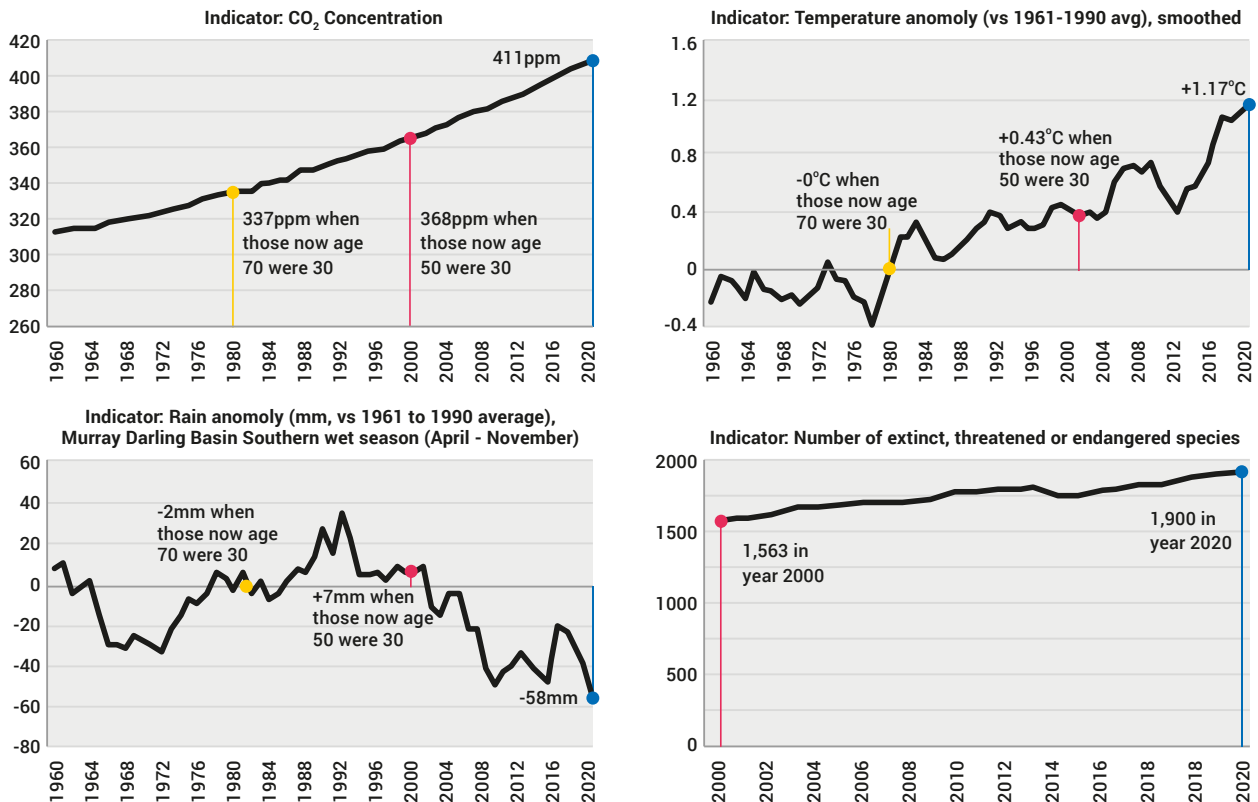 Indicator: CO2 Concentration
420
400
380
360
340
320
300
280
260
411ppm
337ppm when
those now age
70 were 30
368ppm when
those now age
50 were 30
1960
1964
1968
1972
1976
1980
1984
1988
1992
1996
2000
2004
2008
2012
2016
2020
Indicator: Temperature anomoly (vs 1961-1990 avg), smoothed
1.6
1.2
0.8
0.4
0
-0.4
+1.17°C
+0.43°C when
those now age
50 were 30
-0°C when
those now age
70 were 30
1960
1964
1968
1972
1976
1980
1984
1988
1992
1996
2000
2004
2008
2012
2016
2020
Indicator: Rain anomoly (mm, vs 1961 to 1990 average),
Murray Darling Basin Southern wet season (April - November)
60
40
20
0
-20
-40
-60
-80
-2mm when
those now age
70 were 30
+7mm when
those now age
50 were 30
-58mm
1960
1964
1968
1972
1976
1980
1984
1988
1992
1996
2000
2004
2008
2012
2016
2020
Indicator: Number of extinct, threatened or endangered species
2000
1500
1000
500
0
1,563 in
year 2000
1,900 in
year 2020
2000
2002
2004
2006
2008
2010
2012
2014
2016
2018
2020